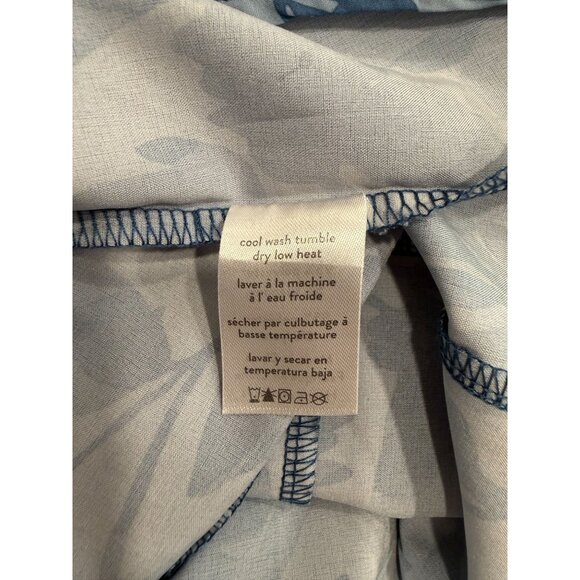 cool wash tumble
dry low heat
laver à la machine
à l' eau froide
sécher par culbutage à
basse température
lavar y secar en
temperatura baja